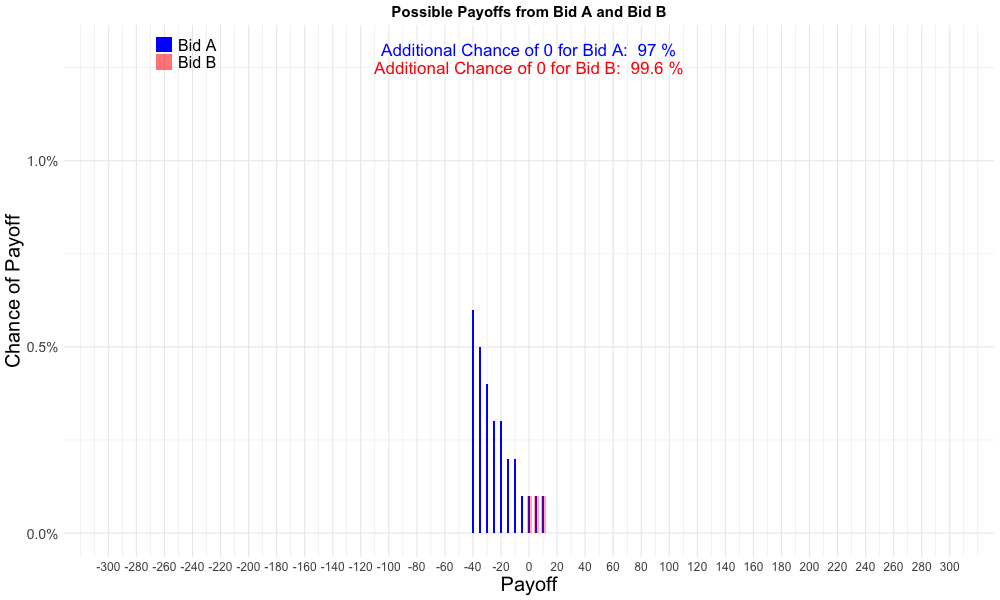 Possible Payoffs from Bid A and Bid B
Bid A
Bid B
Additional Chance of 0 for Bid A: 97 %
Additional Chance of 0 for Bid B: 99.6 %
Chance of Payoff
1.0%
0.5%
0.0%
-300 -280 -260 -240 -220 -200 -180 -160 -140 -120 -100 -80 -60 -40 -20 0 20 40 60 80 100 120 140 160 180 200 220 240 260 280 300
Payoff